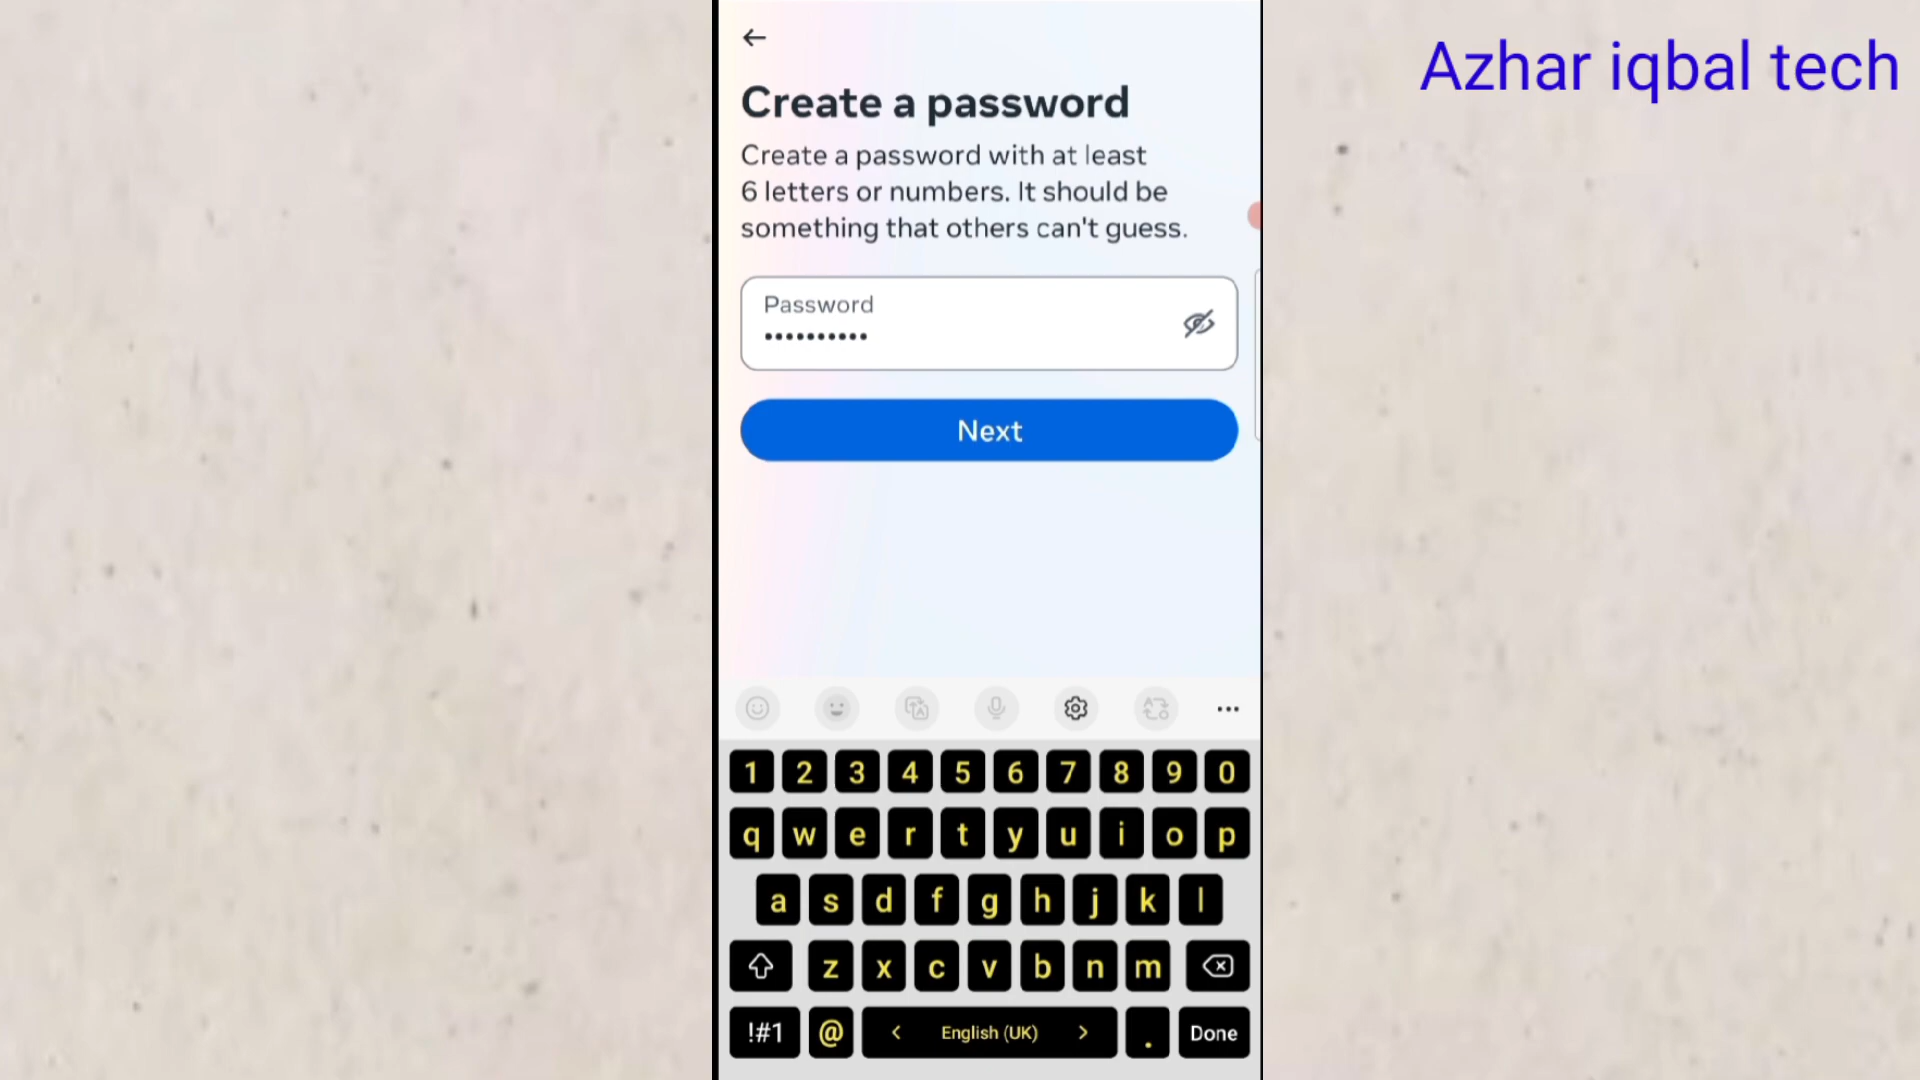 Azhar iqbal tech
Create a password
Create a password with at least
6 letters or numbers. It should be
something that others can't guess.
Password
••••••••••
Next
1 2 3 4 5 6 7 8 9 0
q w e r t y u i o p
a s d f g h j k l
z x c v b n m
!#1 @ < English (UK) > . Done